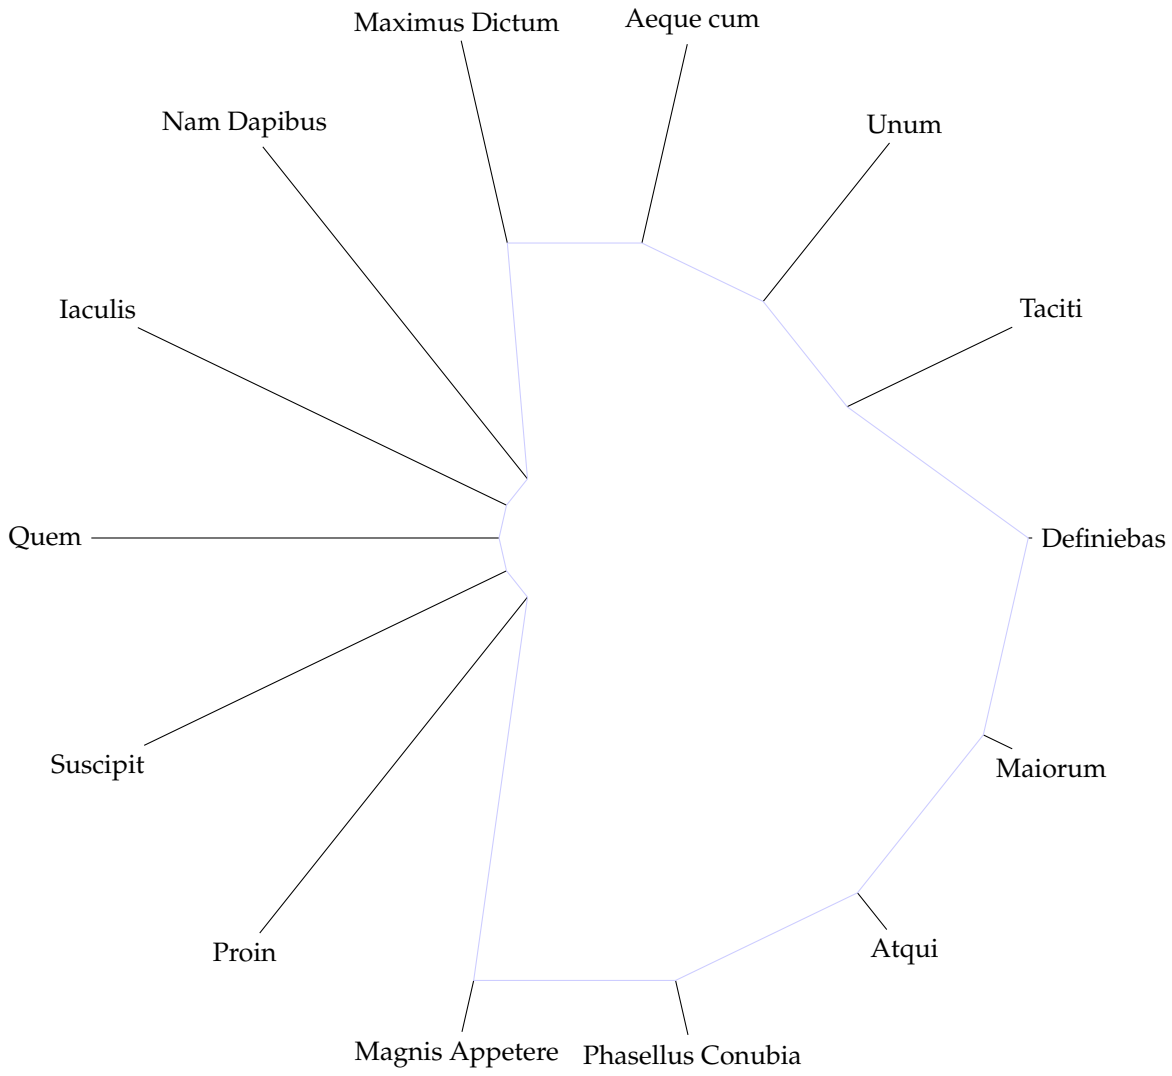 Maximus Dictum
Aeque cum
Nam Dapibus
Unum
Iaculis
Taciti
Quem
Definiebas
Suscipit
Maiorum
Proin
Atqui
Magnis Appetere
Phasellus Conubia